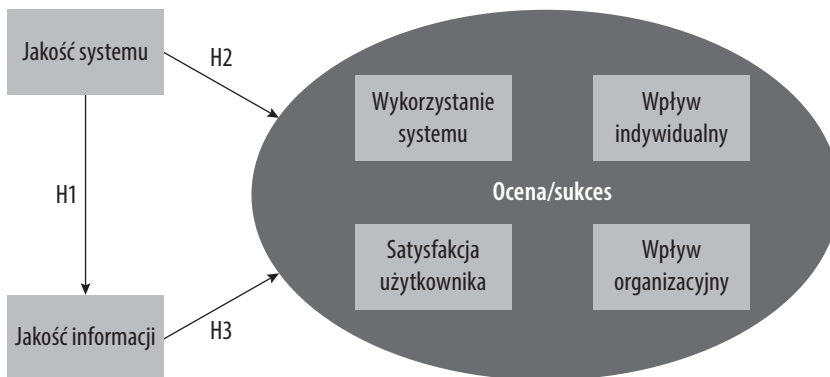 Jakość systemu
H2
Wykorzystanie
systemu
Wpływ
indywidualny
H1
Ocena/sukces
Satysfakcja
użytkownika
Wpływ
organizacyjny
Jakość informacji
H3